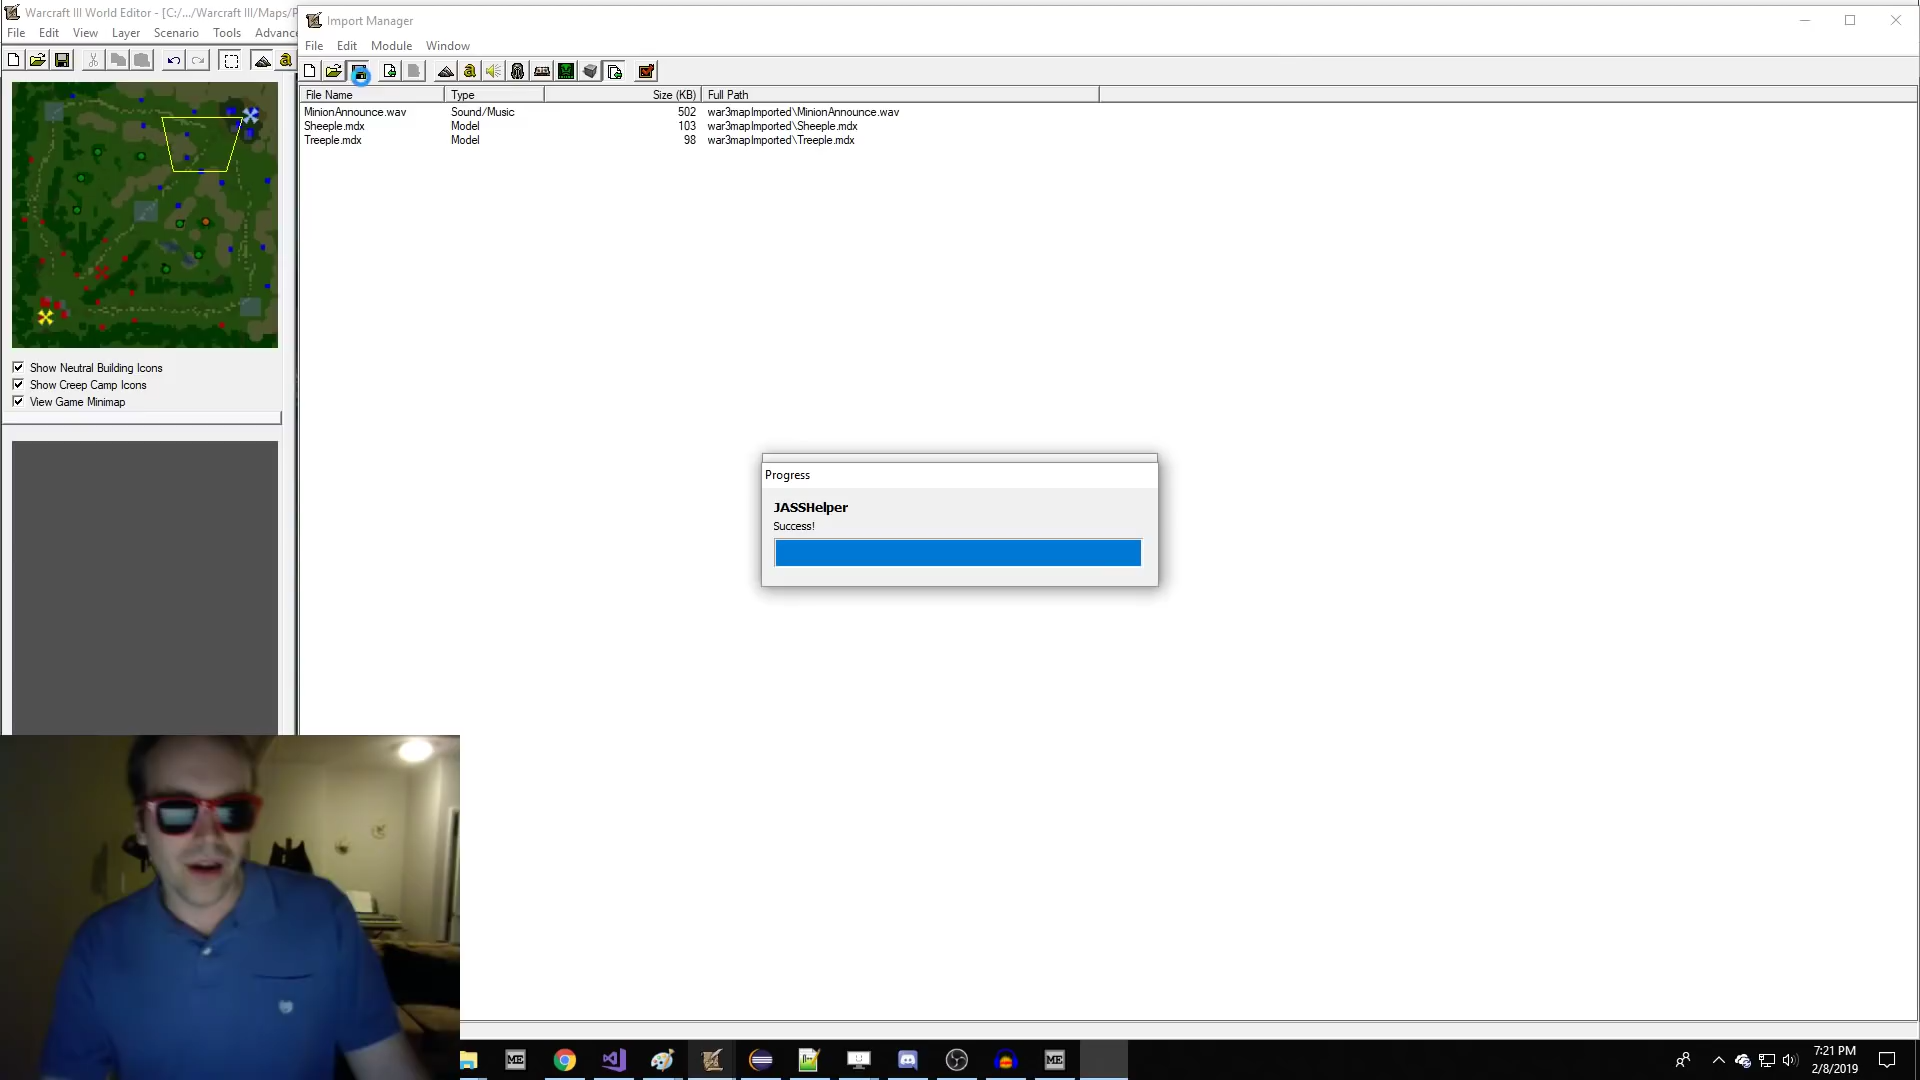 Warcraft III World Editor - [C:/.../Warcraft III/Maps/P
File Edit View Layer Scenario Tools Advanc
Show Neutral Building Icons
Show Creep Camp Icons
View Game Minimap
Import Manager
File Edit Module Window
File Name Type Size (KB) Full Path
MinionAnnounce.wav Sound/Music 502 war3mapImported\MinionAnnounce.wav
Sheeple.mdx Model 103 war3mapImported\Sheeple.mdx
Treeple.mdx Model 98 war3mapImported\Treeple.mdx
Progress
JASSHelper
Success!
ME
ME
7:21 PM
2/8/2019